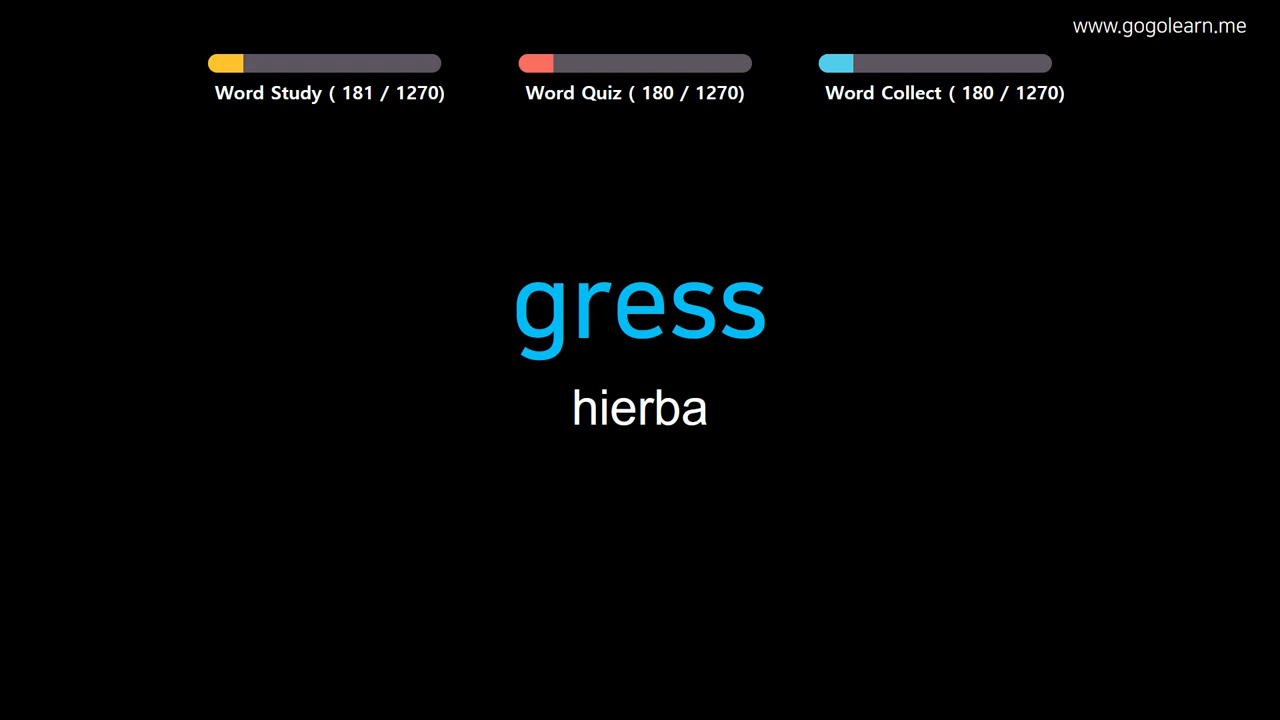 www.gogolearn.me
Word Study ( 181 / 1270)
Word Quiz ( 180 / 1270)
Word Collect ( 180 / 1270)
gress
hierba